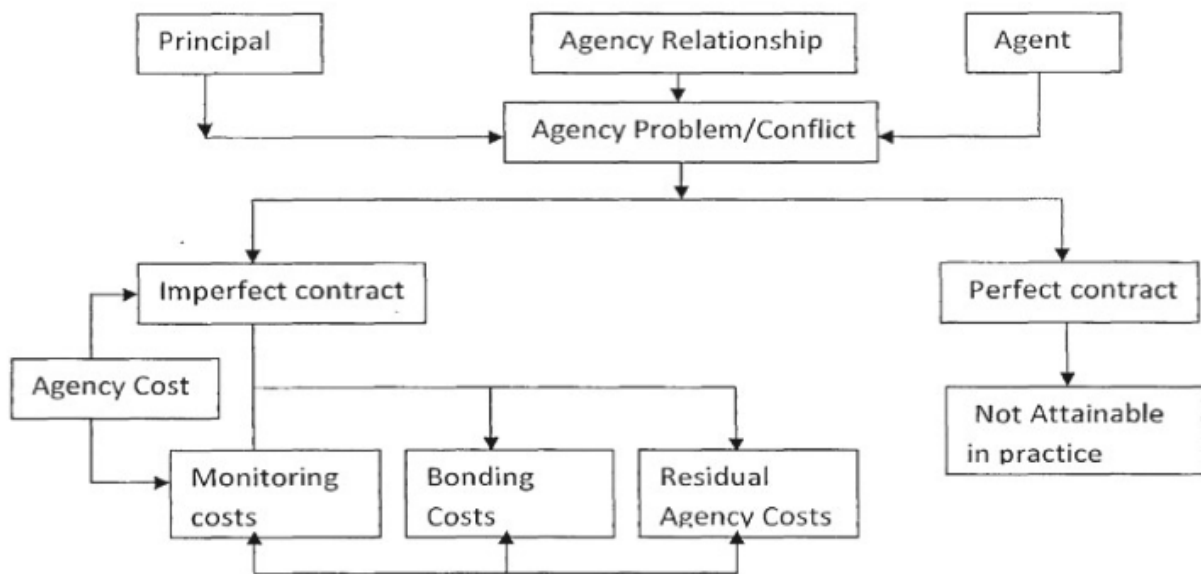 Principal
Agency Relationship
Agent
Agency Problem/Conflict
Imperfect contract
Perfect contract
Agency Cost
Not Attainable
in practice
Monitoring
costs
Bonding
Costs
Residual
Agency Costs